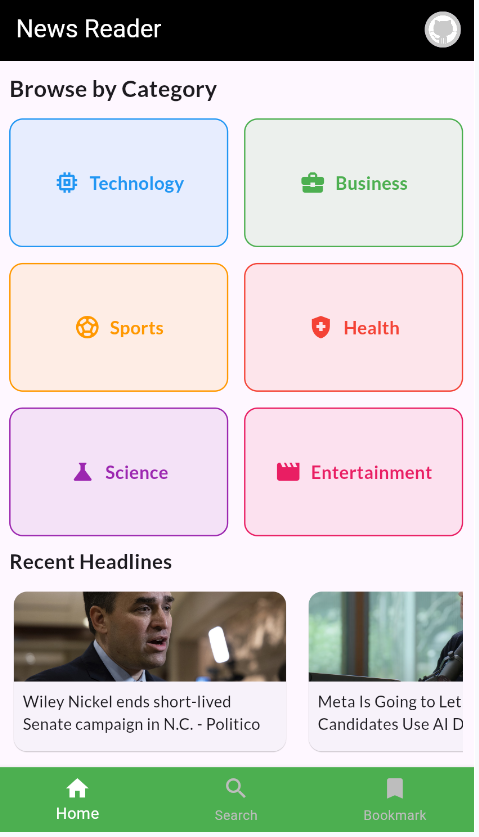 News Reader
Browse by Category
Technology
Business
Sports
Health
Science
Entertainment
Recent Headlines
Wiley Nickel ends short-lived
Senate campaign in N.C. - Politico
Meta Is Going to Let
Candidates Use AI D
Home
Search
Bookmark